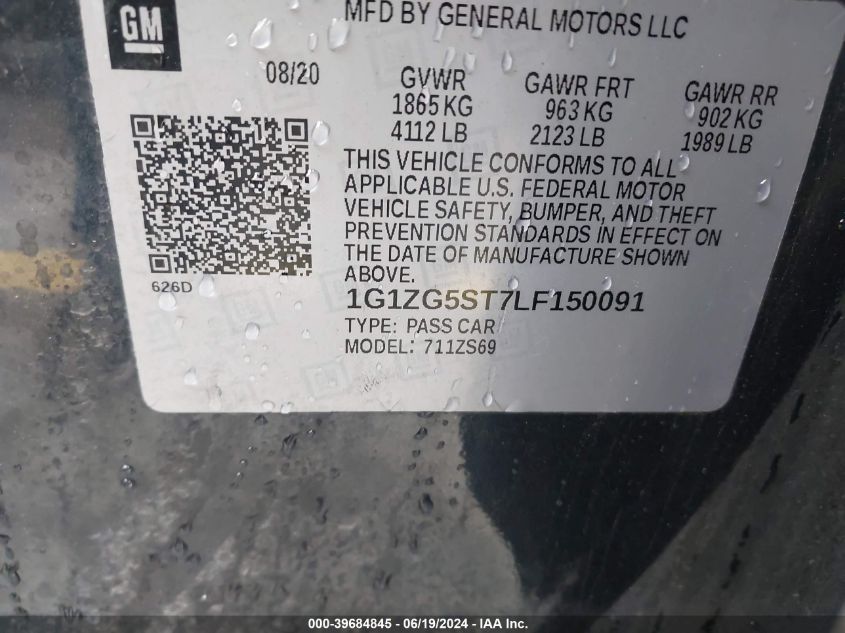 GM
MFD BY GENERAL MOTORS LLC
08/20
GVWR GAWR FRT GAWR RR
1865 KG 963 KG 902 KG
4112 LB 2123 LB 1989 LB
THIS VEHICLE CONFORMS TO ALL
APPLICABLE U.S. FEDERAL MOTOR
VEHICLE SAFETY, BUMPER, AND THEFT
PREVENTION STANDARDS IN EFFECT ON
THE DATE OF MANUFACTURE SHOWN
ABOVE.
626D
1G1ZG5ST7LF150091
TYPE: PASS CAR
MODEL: 711ZS69
000-39684845 - 06/19/2024 - IAA Inc.